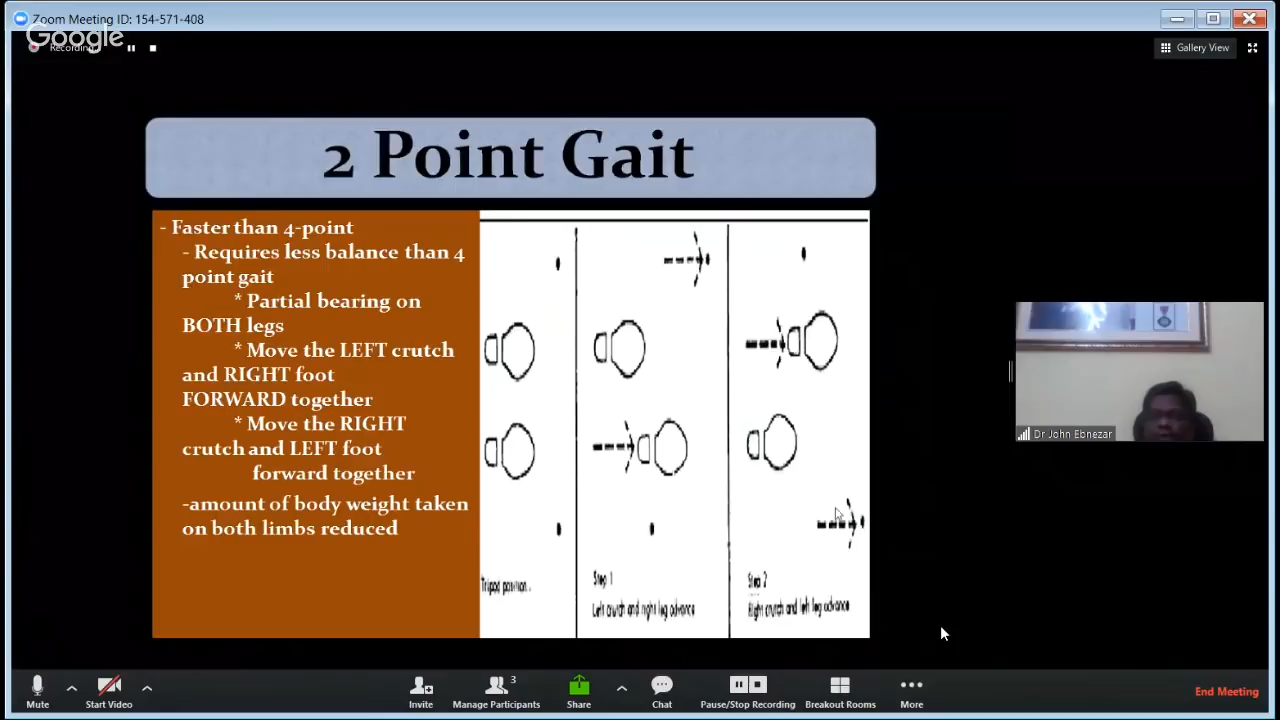 Zoom Meeting ID: 154-571-408
Google
Recording
Gallery View
2 Point Gait
- Faster than 4-point
- Requires less balance than 4
point gait
* Partial bearing on
BOTH legs
* Move the LEFT crutch
and RIGHT foot
FORWARD together
* Move the RIGHT
crutch and LEFT foot
forward together
-amount of body weight taken
on both limbs reduced
Tripod position.
Step 1
Left crutch and right leg advance
Step 2
Right crutch and left leg advance
Dr John Ebnezar
Mute
Start Video
Invite
3
Manage Participants
Share
Chat
Pause/Stop Recording
Breakout Rooms
More
End Meeting